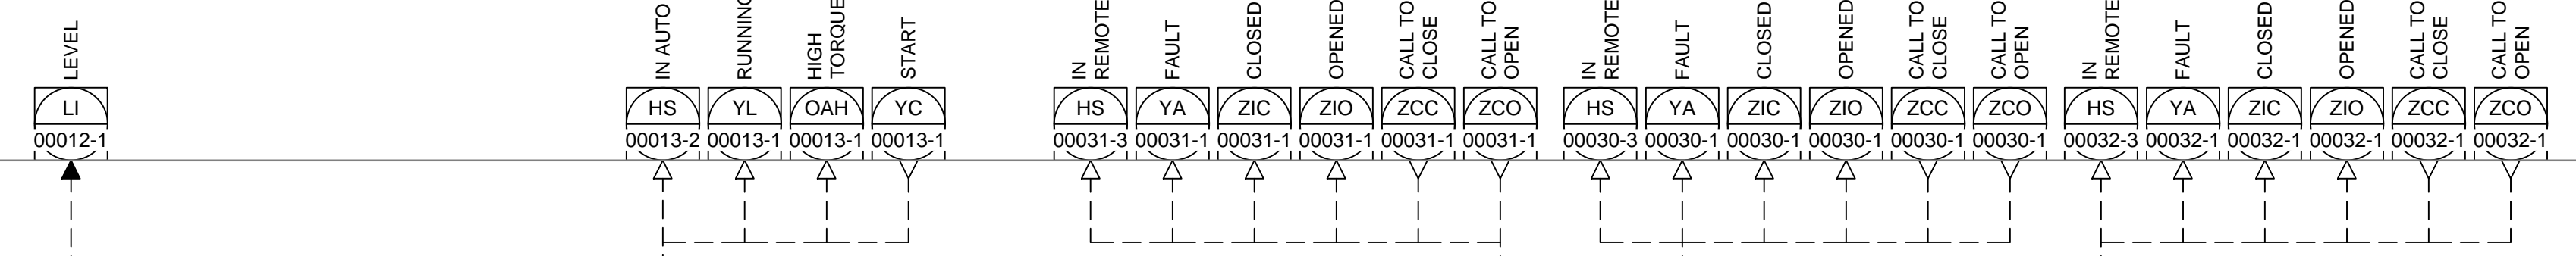 LEVEL
IN AUTO
RUNNING
HIGH
TORQUE
START
IN
REMOTE
FAULT
CLOSED
OPENED
CALL TO
CLOSE
CALL TO
OPEN
IN
REMOTE
FAULT
CLOSED
OPENED
CALL TO
CLOSE
CALL TO
OPEN
IN
REMOTE
FAULT
CLOSED
OPENED
CALL TO
CLOSE
CALL TO
OPEN
LI HS YL OAH YC HS YA ZIC ZIO ZCC ZCO HS YA ZIC ZIO ZCC ZCO HS YA ZIC ZIO ZCC ZCO
00012-1 00013-2 00013-1 00013-1 00013-1 00031-3 00031-1 00031-1 00031-1 00031-1 00031-1 00030-3 00030-1 00030-1 00030-1 00030-1 00030-1 00032-3 00032-1 00032-1 00032-1 00032-1 00032-1